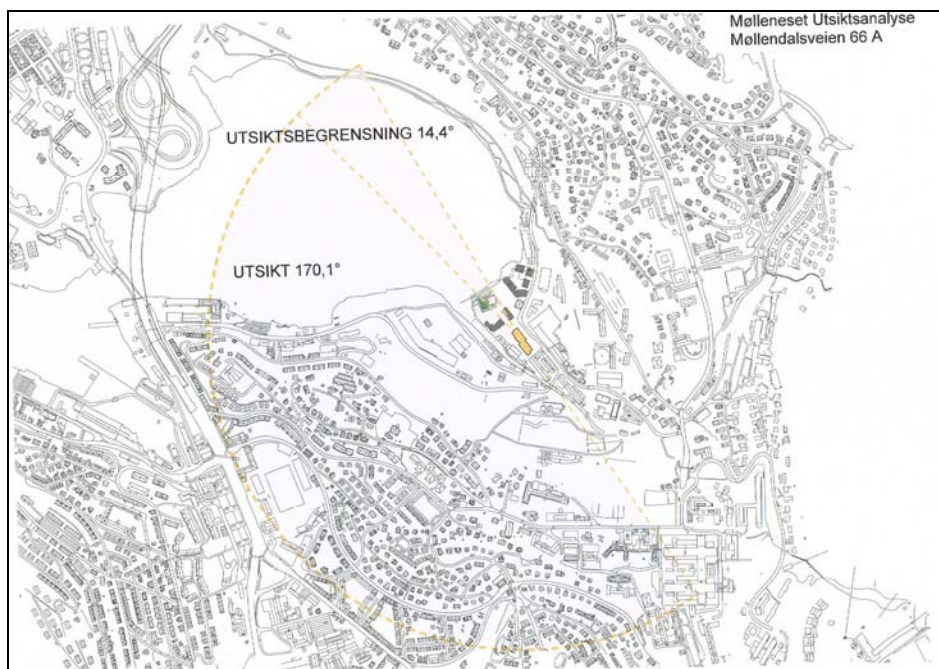 Mølleneset Utsiktsanalyse
Møllendalsveien 66 A
UTSIKTSBEGRENSNING 14,4°
UTSIKT 170,1°